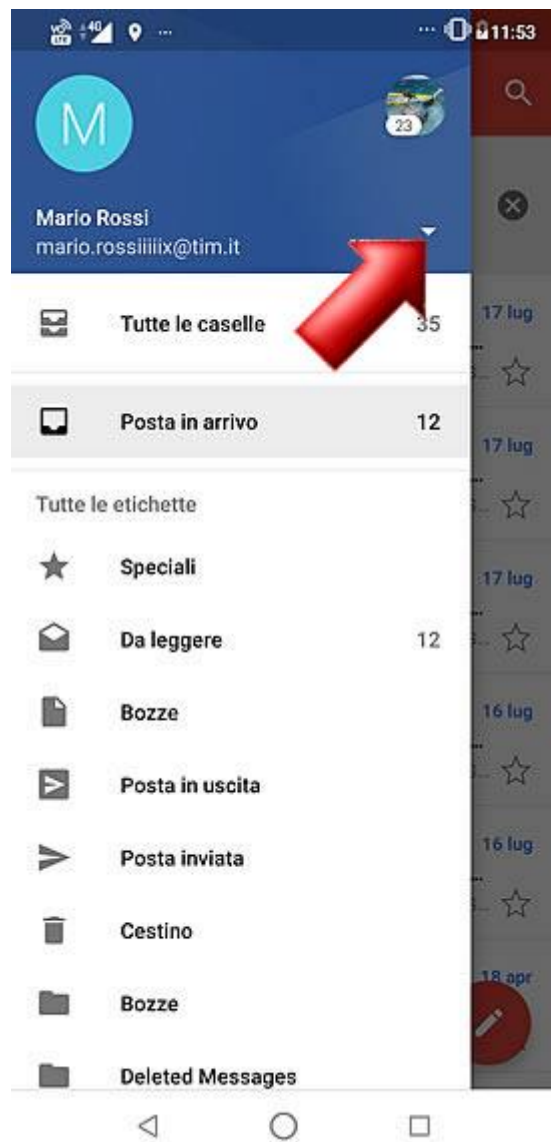 11:53
M
23
Mario Rossi
mario.rossiiiiix@tim.it
Tutte le caselle 35
17 lug
Posta in arrivo 12
17 lug
Tutte le etichette
Speciali
17 lug
Da leggere 12
Bozze
16 lug
Posta in uscita
Posta inviata
16 lug
Cestino
18 apr
Bozze
Deleted Messages